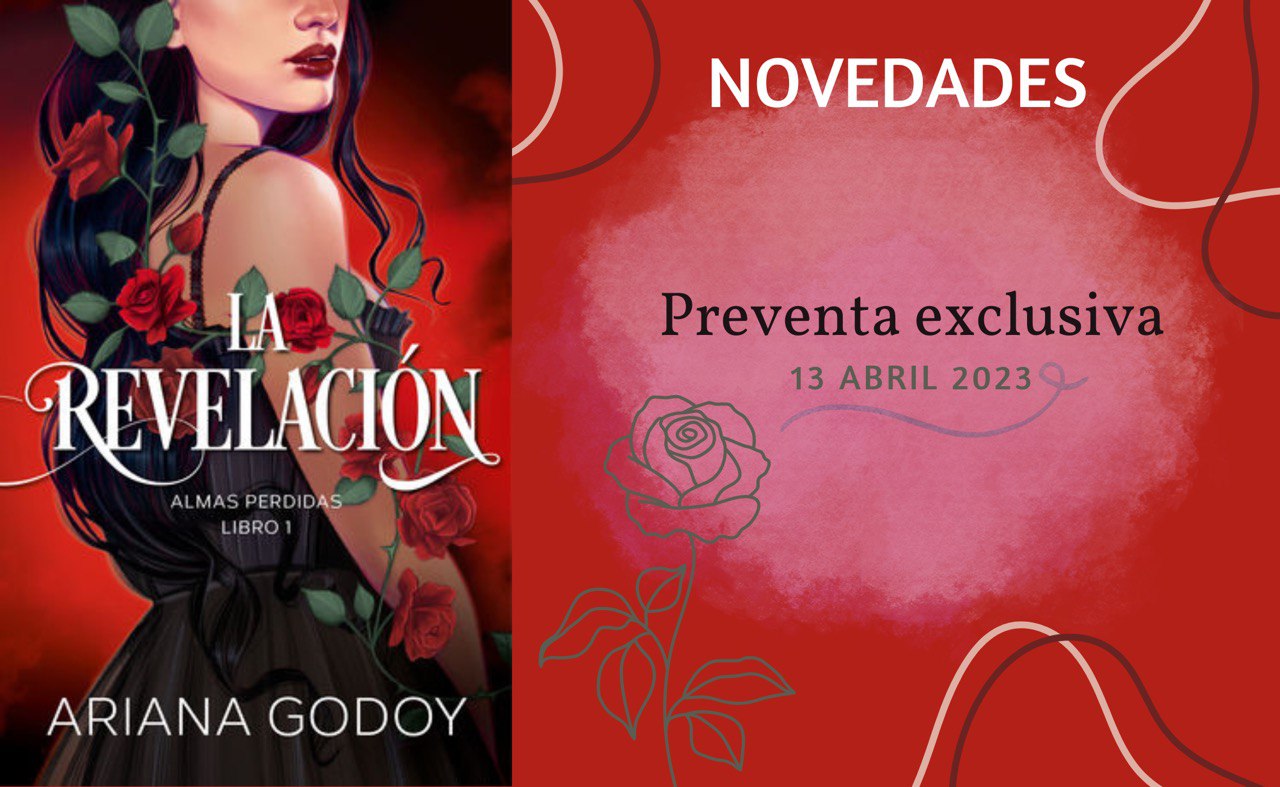 LA
REVELACIÓN
ALMAS PERDIDAS
LIBRO 1
ARIANA GODOY
NOVEDADES
Preventa exclusiva
13 ABRIL 2023